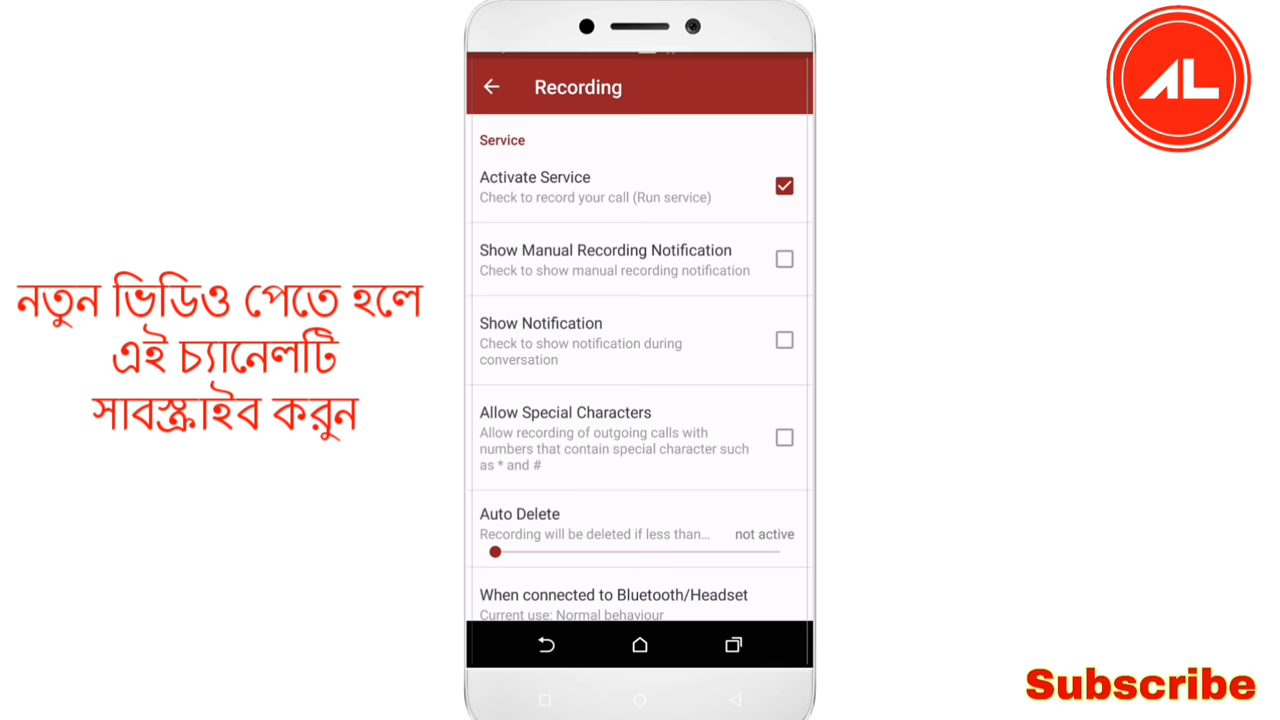 নতুন ভিডিও পেতে হলে
এই চ্যানেলটি
সাবস্ক্রাইব করুন
Recording
Service
Activate Service
Check to record your call (Run service)
Show Manual Recording Notification
Check to show manual recording notification
Show Notification
Check to show notification during
conversation
Allow Special Characters
Allow recording of outgoing calls with
numbers that contain special character such
as * and #
Auto Delete
Recording will be deleted if less than... not active
When connected to Bluetooth/Headset
Current use: Normal behaviour
AL
Subscribe